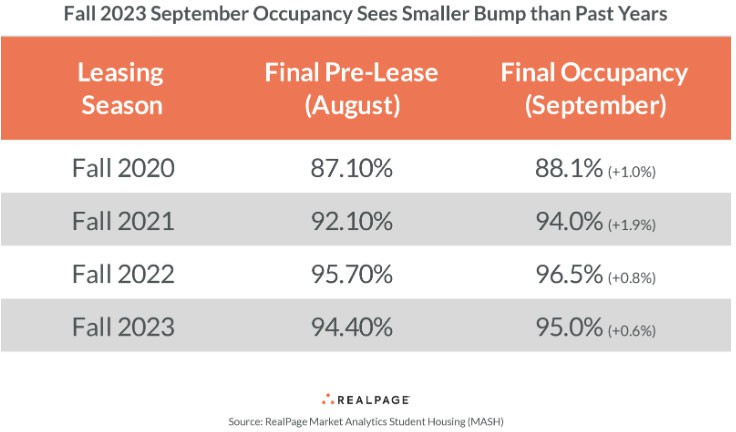 Fall 2023 September Occupancy Sees Smaller Bump than Past Years
Leasing Season
Final Pre-Lease (August)
Final Occupancy (September)
Fall 2020 87.10% 88.1% (+1.0%)
Fall 2021 92.10% 94.0% (+1.9%)
Fall 2022 95.70% 96.5% (+0.8%)
Fall 2023 94.40% 95.0% (+0.6%)
REALPAGE
Source: RealPage Market Analytics Student Housing (MASH)